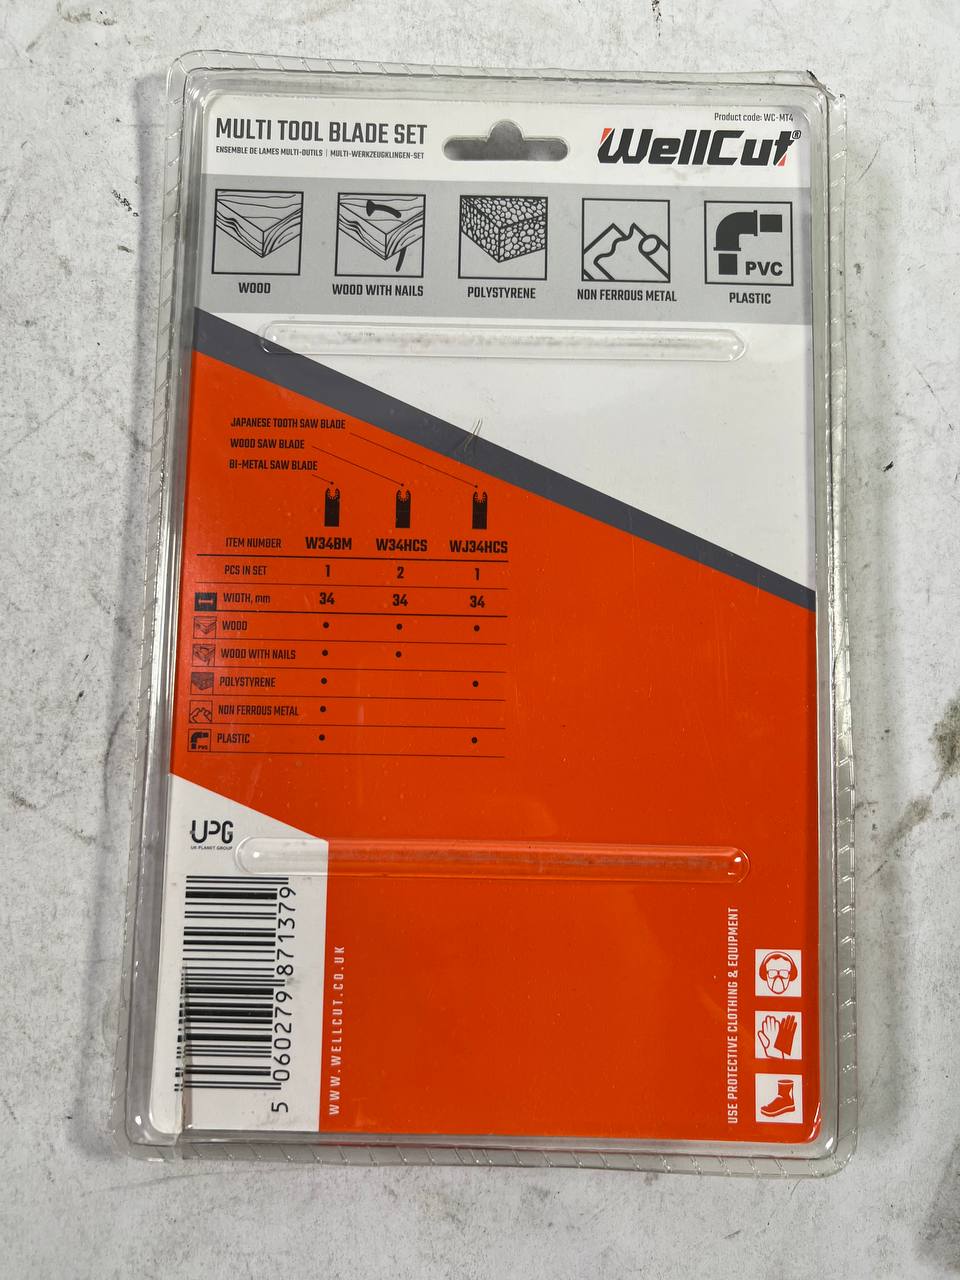 Product code: WC-MT4
MULTI TOOL BLADE SET
ENSEMBLE DE LAMES MULTI-OUTILS | MULTI-WERKZEUGKLINGEN-SET
WellCut®
PVC
WOOD
WOOD WITH NAILS
POLYSTYRENE
NON FERROUS METAL
PLASTIC
JAPANESE TOOTH SAW BLADE
WOOD SAW BLADE
BI-METAL SAW BLADE
ITEM NUMBER W34BM W34HCS WJ34HCS
PCS IN SET 1 2 1
WIDTH, mm 34 34 34
WOOD • • •
WOOD WITH NAILS • •
POLYSTYRENE • •
NON FERROUS METAL •
PVC PLASTIC • •
UPG
UK PLANET GROUP
5 060279 871379
WWW.WELLCUT.CO.UK
USE PROTECTIVE CLOTHING & EQUIPMENT